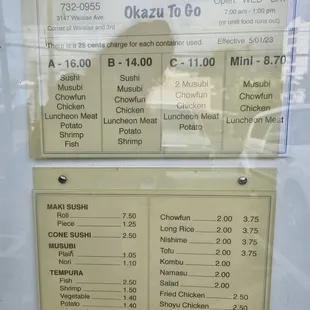 732-0955
Okazu To Go
3147 Waialae Ave
Corner of Waialae and 3rd
7:00 am - 1:00 pm
(or until food runs out)
There is a 25 cents charge for each container used.
Effective 5/01/23
A - 16.00
Sushi
Musubi
Chowfun
Chicken
Luncheon Meat
Potato
Shrimp
Fish
B - 14.00
Sushi
Musubi
Chowfun
Chicken
Luncheon Meat
Potato
Shrimp
C - 11.00
2 Musubi
Chowfun
Chicken
Luncheon Meat
Potato
Mini - 8.70
Musubi
Chowfun
Chicken
Luncheon Meat
MAKI SUSHI
Roll 7.50
Piece 1.25
CONE SUSHI 2.50
MUSUBI
Plain 1.05
Nori 1.10
TEMPURA
Fish 2.50
Shrimp 1.50
Vegetable 1.40
Potato 1.40
Chowfun 2.00 3.75
Long Rice 2.00 3.75
Nishime 2.00 3.75
Tofu 2.00 3.75
Kombu 2.00
Namasu 2.00
Salad 2.00
Fried Chicken 2.50
Shoyu Chicken 2.50